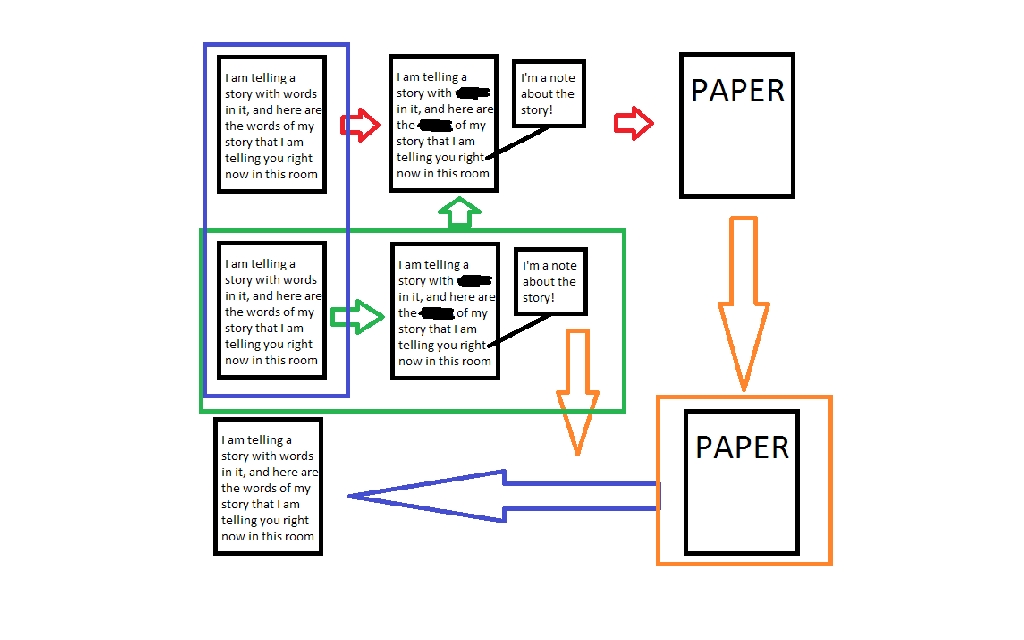 I am telling a
story with words
in it, and here are
the words of my
story that I am
telling you right
now in this room
I am telling a
story with
in it, and here are
the of my
story that I am
telling you right
now in this room
I'm a note
about the
story!
PAPER
I am telling a
story with words
in it, and here are
the words of my
story that I am
telling you right
now in this room
I am telling a
story with
in it, and here are
the of my
story that I am
telling you right
now in this room
I'm a note
about the
story!
I am telling a
story with words
in it, and here are
the words of my
story that I am
telling you right
now in this room
PAPER